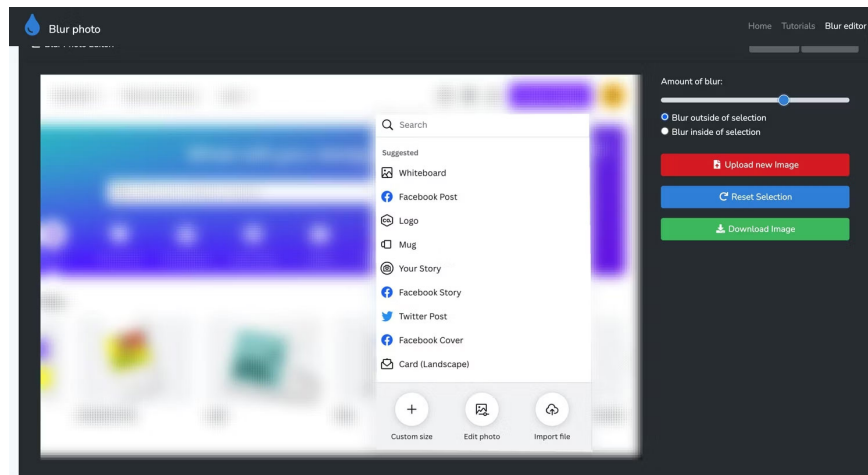 Blur photo
Home Tutorials Blur editor
Amount of blur:
Blur outside of selection
Blur inside of selection
Upload new Image
Reset Selection
Download Image
Search
Suggested
Whiteboard
Facebook Post
CO.
Logo
Mug
Your Story
Facebook Story
Twitter Post
Facebook Cover
Card (Landscape)
Custom size Edit photo Import file